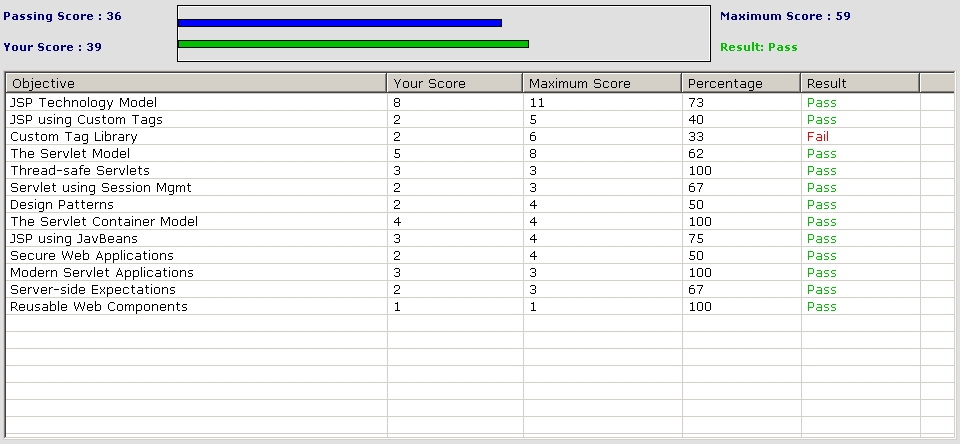 Passing Score : 36 Maximum Score : 59
Your Score : 39 Result: Pass
Objective Your Score Maximum Score Percentage Result
JSP Technology Model 8 11 73 Pass
JSP using Custom Tags 2 5 40 Pass
Custom Tag Library 2 6 33 Fail
The Servlet Model 5 8 62 Pass
Thread-safe Servlets 3 3 100 Pass
Servlet using Session Mgmt 2 3 67 Pass
Design Patterns 2 4 50 Pass
The Servlet Container Model 4 4 100 Pass
JSP using JavBeans 3 4 75 Pass
Secure Web Applications 2 4 50 Pass
Modern Servlet Applications 3 3 100 Pass
Server-side Expectations 2 3 67 Pass
Reusable Web Components 1 1 100 Pass